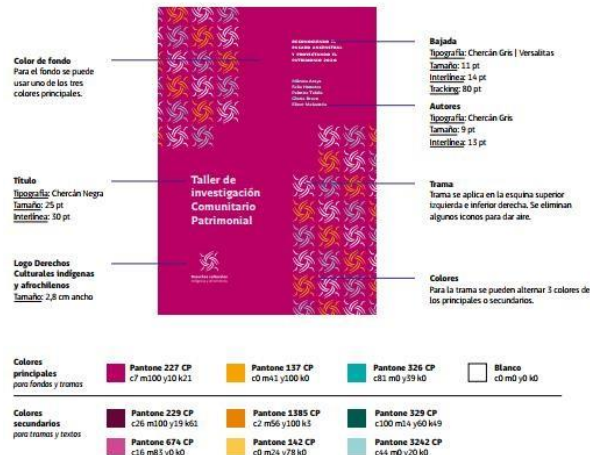 Color de fondo
Para el fondo se puede
usar uno de los tres
colores principales.
Título
Tipografía: Chercán Negra
Tamaño: 25 pt
Interlínea: 30 pt
Logo Derechos
Culturales indígenas
y afrochilenos
Tamaño: 2,8 cm ancho
PATRIMONIO
Taller de
investigación
Comunitario
Patrimonial
Derechos culturales
indígenas y afrochilenos
Bajada
Tipografía: Chercán Gris | Versalitas
Tamaño: 11 pt
Interlínea: 14 pt
Tracking: 80 pt
Autores
Tipografía: Chercán Gris
Tamaño: 9 pt
Interlínea: 13 pt
Trama
Trama se aplica en la esquina superior
izquierda e inferior derecha. Se eliminan
algunos iconos para dar aire.
Colores
Para la trama se pueden alternar 3 colores de
los principales o secundarios.
Colores
principales
para fondos y tramas
Pantone 227 CP
c7 m100 y10 k21
Pantone 137 CP
c0 m41 y100 k0
Pantone 326 CP
c81 m0 y39 k0
Blanco
c0 m0 y0 k0
Colores
secundarios
para tramas y textos
Pantone 229 CP
c26 m100 y19 k61
Pantone 1385 CP
c2 m56 y100 k3
Pantone 329 CP
c100 m14 y60 k49
Pantone 674 CP
c16 m83 y0 k0
Pantone 142 CP
c0 m24 y78 k0
Pantone 3242 CP
c44 m0 y20 k0